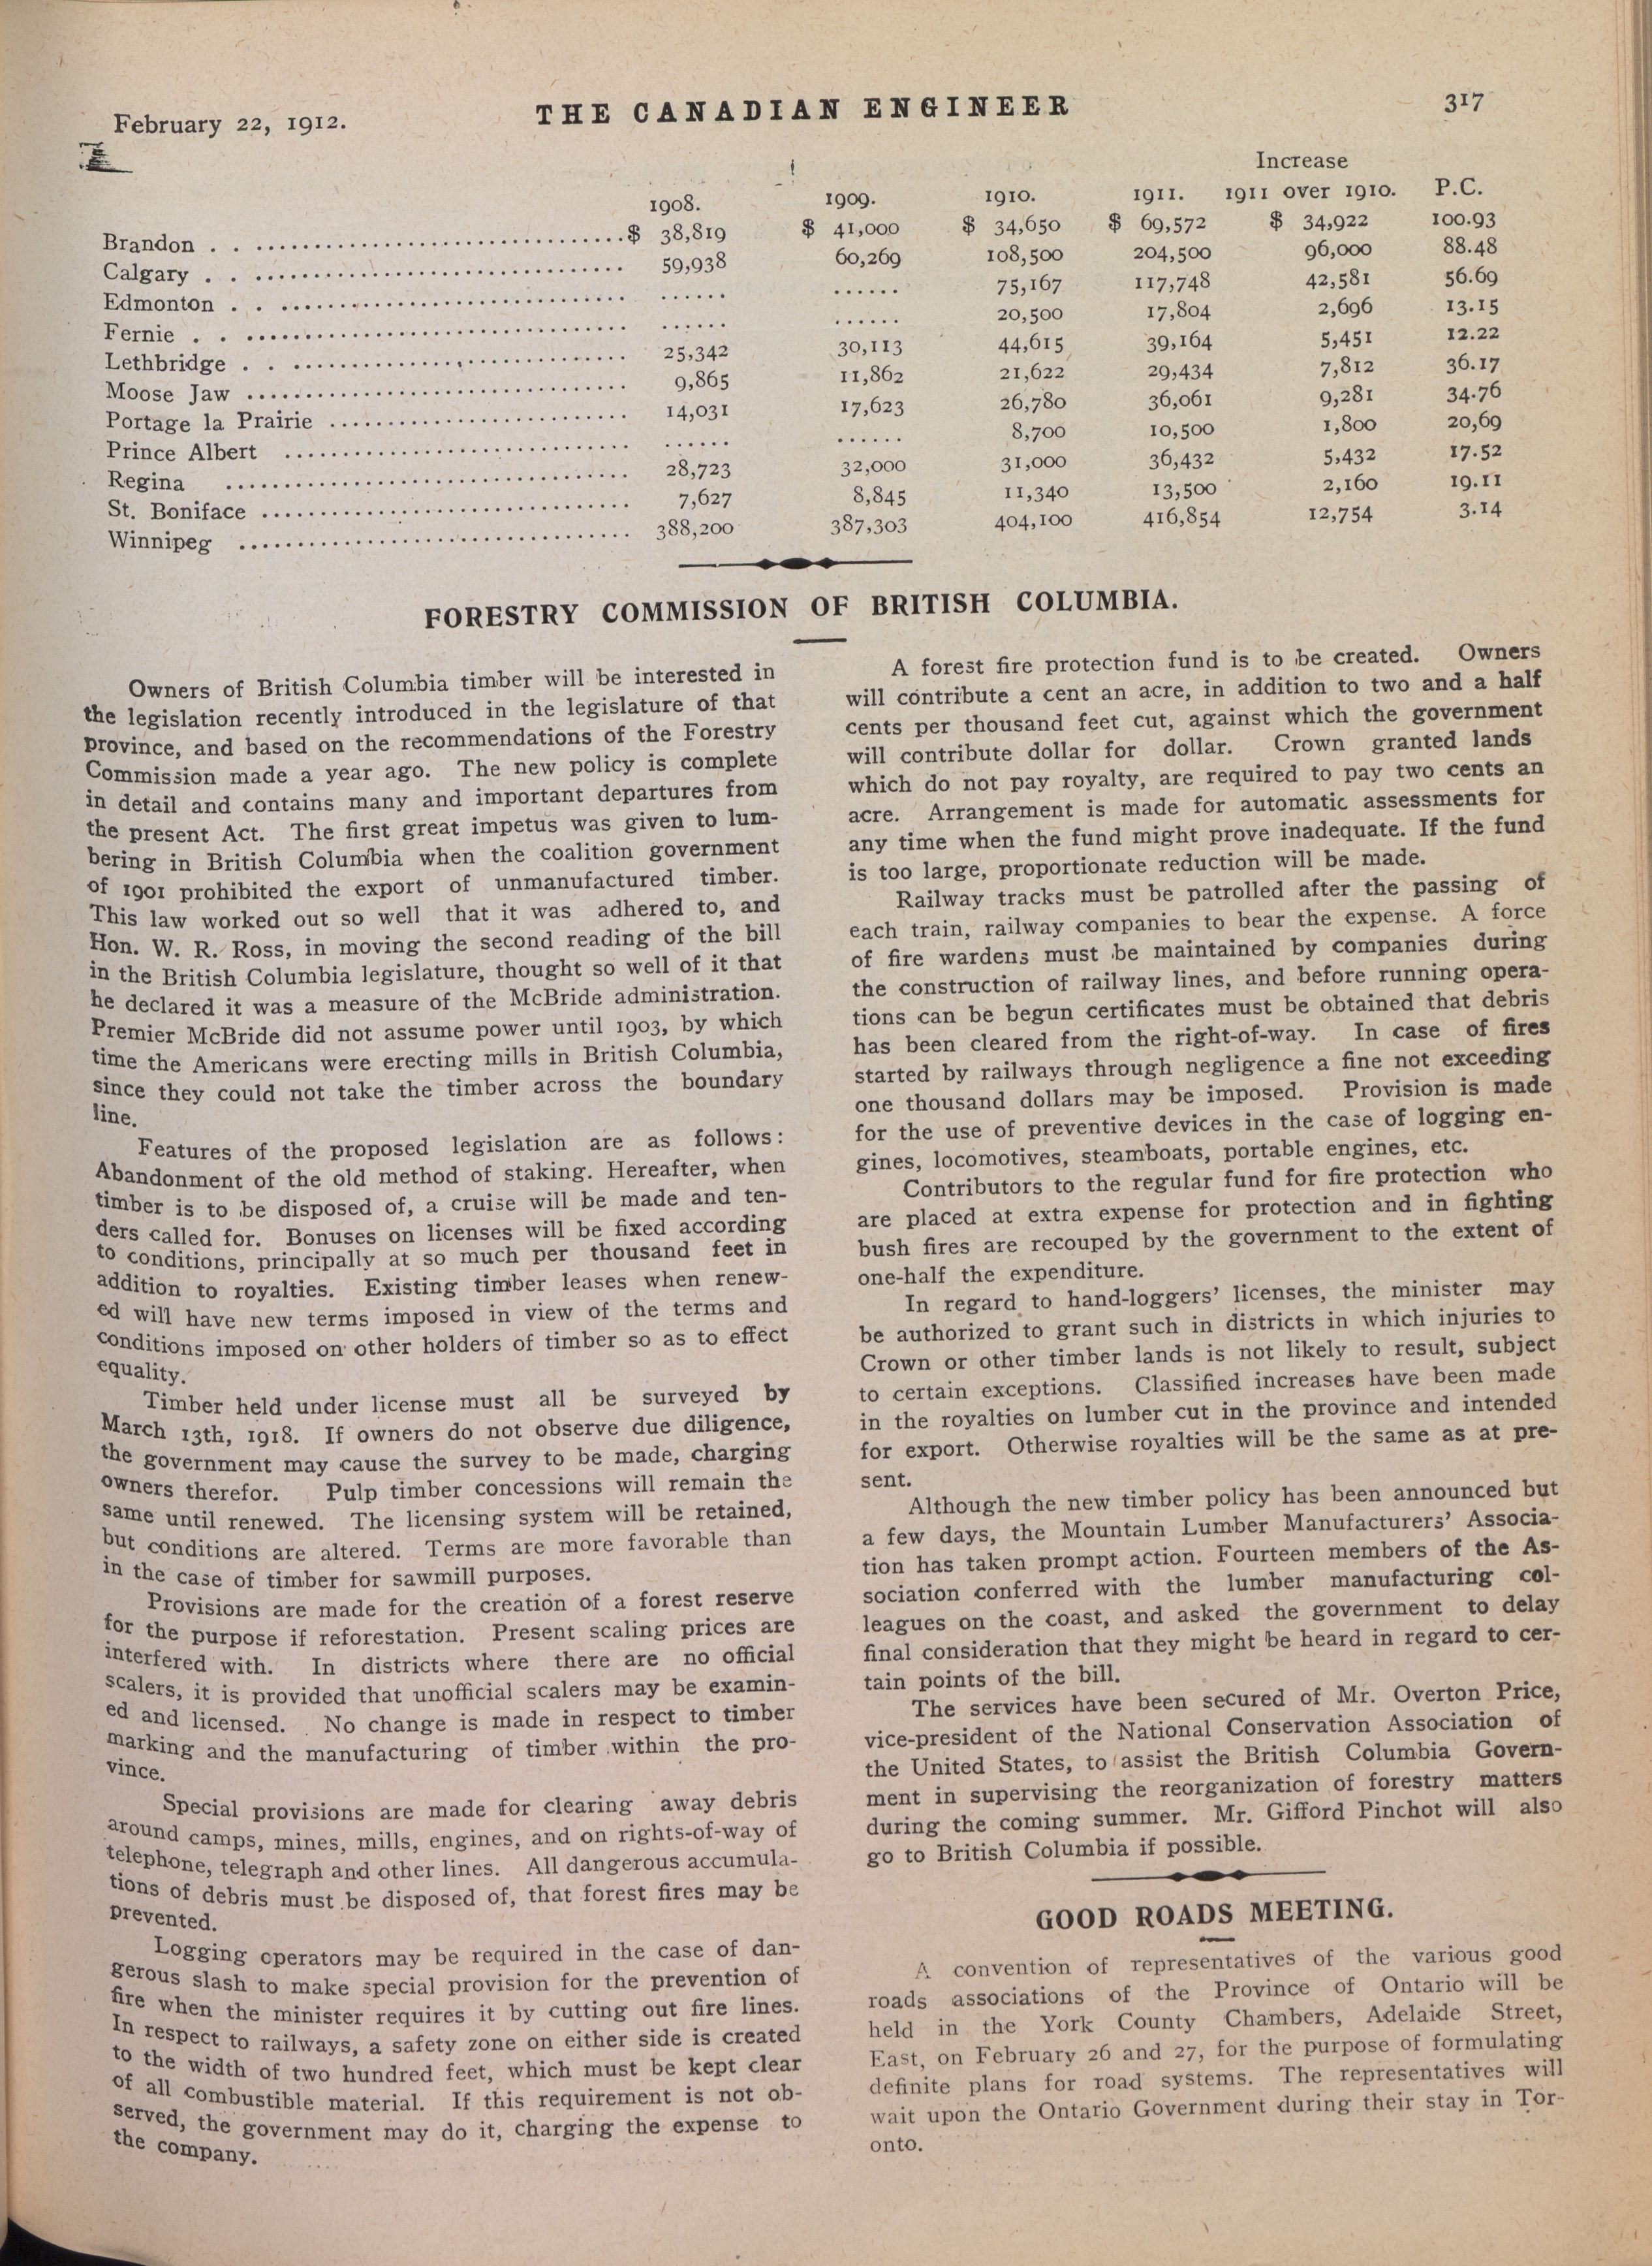 February 22, 1912.
THE CANADIAN ENGINEER
317
Increase
1908. 1909. 1910. 1911. 1911 over 1910. P.C.
Brandon . . ................................$ 38,819 $ 41,000 $ 34,650 $ 69,572 $ 34,922 100.93
Calgary . . ................................ 59,938 60,269 108,500 204,500 96,000 88.48
Edmonton . . ............................. ...... ...... 75,167 117,748 42,581 56.69
Fernie . . ................................. ...... ...... 20,500 17,804 2,696 13.15
Lethbridge . . ............................ 25,342 30,113 44,615 39,164 5,451 12.22
Moose Jaw ................................ 9,865 11,862 21,622 29,434 7,812 36.17
Portage la Prairie ......................... 14,031 17,623 26,780 36,061 9,281 34.76
Prince Albert ............................. ...... ...... 8,700 10,500 1,800 20,69
Regina ................................... 28,723 32,000 31,000 36,432 5,432 17.52
St. Boniface ............................... 7,627 8,845 11,340 13,500 2,160 19.11
Winnipeg ................................. 388,200 387,303 404,100 416,854 12,754 3.14
FORESTRY COMMISSION OF BRITISH COLUMBIA.
Owners of British Columbia timber will be interested in
the legislation recently introduced in the legislature of that
province, and based on the recommendations of the Forestry
Commission made a year ago. The new policy is complete
in detail and contains many and important departures from
the present Act. The first great impetus was given to lum-
bering in British Columbia when the coalition government
of 1901 prohibited the export of unmanufactured timber.
This law worked out so well that it was adhered to, and
Hon. W. R. Ross, in moving the second reading of the bill
in the British Columbia legislature, thought so well of it that
he declared it was a measure of the McBride administration.
Premier McBride did not assume power until 1903, by which
time the Americans were erecting mills in British Columbia,
since they could not take the timber across the boundary
line.
Features of the proposed legislation are as follows:
Abandonment of the old method of staking. Hereafter, when
timber is to be disposed of, a cruise will be made and ten-
ders called for. Bonuses on licenses will be fixed according
to conditions, principally at so much per thousand feet in
addition to royalties. Existing timber leases when renew-
ed will have new terms imposed in view of the terms and
conditions imposed on other holders of timber so as to effect
equality.
Timber held under license must all be surveyed by
March 13th, 1918. If owners do not observe due diligence,
the government may cause the survey to be made, charging
owners therefor. Pulp timber concessions will remain the
same until renewed. The licensing system will be retained,
but conditions are altered. Terms are more favorable than
in the case of timber for sawmill purposes.
Provisions are made for the creation of a forest reserve
for the purpose if reforestation. Present scaling prices are
interfered with. In districts where there are no official
scalers, it is provided that unofficial scalers may be examin-
ed and licensed. No change is made in respect to timber
marking and the manufacturing of timber within the pro-
vince.
Special provisions are made for clearing away debris
around camps, mines, mills, engines, and on rights-of-way of
telephone, telegraph and other lines. All dangerous accumula-
tions of debris must be disposed of, that forest fires may be
prevented.
Logging operators may be required in the case of dan-
gerous slash to make special provision for the prevention of
fire when the minister requires it by cutting out fire lines.
In respect to railways, a safety zone on either side is created
to the width of two hundred feet, which must be kept clear
of all combustible material. If this requirement is not ob-
served, the government may do it, charging the expense to
the company.
A forest fire protection fund is to be created. Owners
will contribute a cent an acre, in addition to two and a half
cents per thousand feet cut, against which the government
will contribute dollar for dollar. Crown granted lands
which do not pay royalty, are required to pay two cents an
acre. Arrangement is made for automatic assessments for
any time when the fund might prove inadequate. If the fund
is too large, proportionate reduction will be made.
Railway tracks must be patrolled after the passing of
each train, railway companies to bear the expense. A force
of fire wardens must be maintained by companies during
the construction of railway lines, and before running opera-
tions can be begun certificates must be obtained that debris
has been cleared from the right-of-way. In case of fires
started by railways through negligence a fine not exceeding
one thousand dollars may be imposed. Provision is made
for the use of preventive devices in the case of logging en-
gines, locomotives, steamboats, portable engines, etc.
Contributors to the regular fund for fire protection who
are placed at extra expense for protection and in fighting
bush fires are recouped by the government to the extent of
one-half the expenditure.
In regard to hand-loggers' licenses, the minister may
be authorized to grant such in districts in which injuries to
Crown or other timber lands is not likely to result, subject
to certain exceptions. Classified increases have been made
in the royalties on lumber cut in the province and intended
for export. Otherwise royalties will be the same as at pre-
sent.
Although the new timber policy has been announced but
a few days, the Mountain Lumber Manufacturers' Associa-
tion has taken prompt action. Fourteen members of the As-
sociation conferred with the lumber manufacturing col-
leagues on the coast, and asked the government to delay
final consideration that they might be heard in regard to cer-
tain points of the bill.
The services have been secured of Mr. Overton Price,
vice-president of the National Conservation Association of
the United States, to assist the British Columbia Govern-
ment in supervising the reorganization of forestry matters
during the coming summer. Mr. Gifford Pinchot will also
go to British Columbia if possible.
GOOD ROADS MEETING.
A convention of representatives of the various good
roads associations of the Province of Ontario will be
held in the York County Chambers, Adelaide Street,
East, on February 26 and 27, for the purpose of formulating
definite plans for road systems. The representatives will
wait upon the Ontario Government during their stay in Tor-
onto.